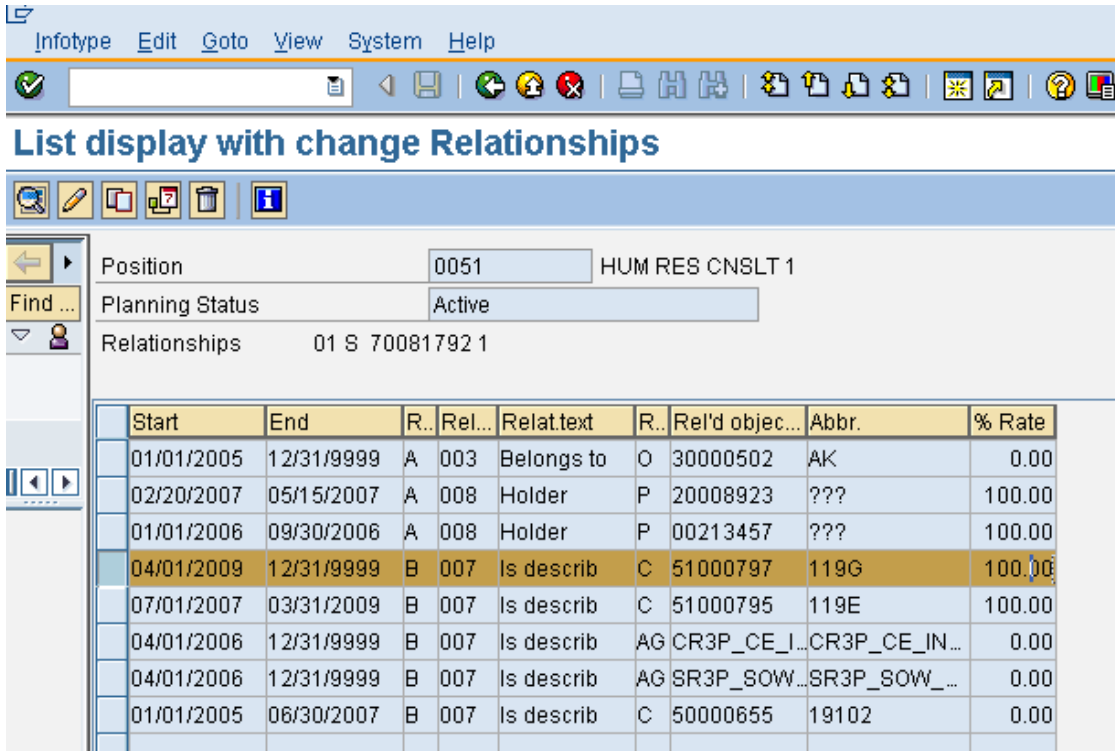 Infotype Edit Goto View System Help
List display with change Relationships
Position 0051 HUM RES CNSLT 1
Find ... Planning Status Active
Relationships 01 S 70081792 1
Start End R.. Rel... Relat.text R.. Rel'd objec... Abbr. % Rate
01/01/2005 12/31/9999 A 003 Belongs to O 30000502 AK 0.00
02/20/2007 05/15/2007 A 008 Holder P 20008923 ??? 100.00
01/01/2006 09/30/2006 A 008 Holder P 00213457 ??? 100.00
04/01/2009 12/31/9999 B 007 Is describ C 51000797 119G 100.00
07/01/2007 03/31/2009 B 007 Is describ C 51000795 119E 100.00
04/01/2006 12/31/9999 B 007 Is describ AG CR3P_CE_I... CR3P_CE_IN... 0.00
04/01/2006 12/31/9999 B 007 Is describ AG SR3P_SOW... SR3P_SOW_... 0.00
01/01/2005 06/30/2007 B 007 Is describ C 50000655 19102 0.00